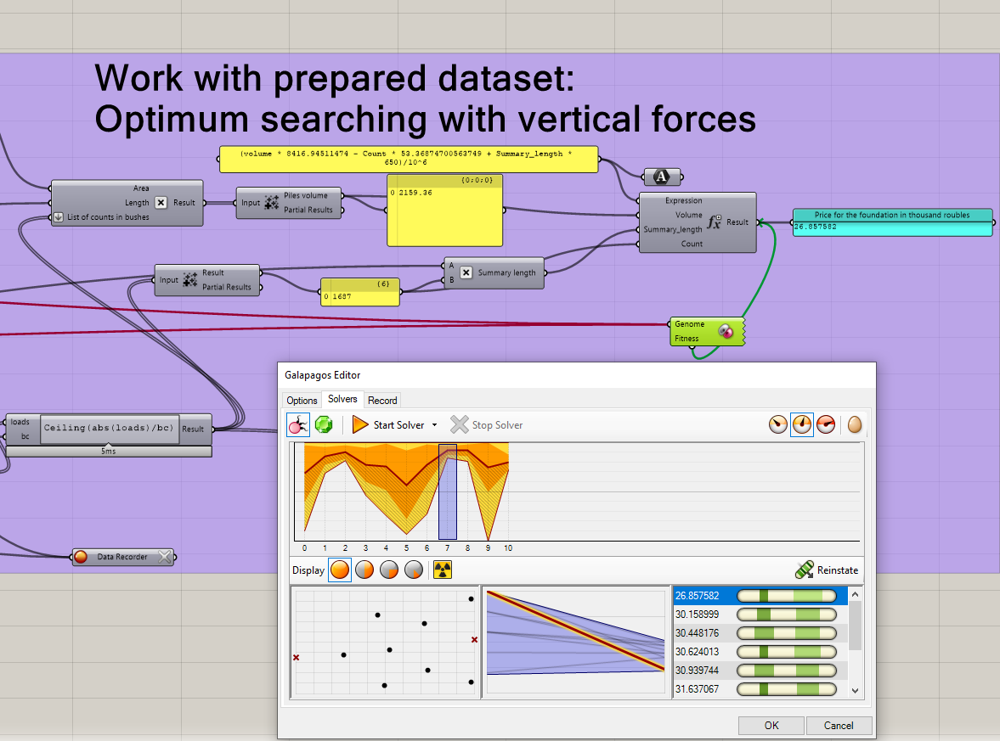 Work with prepared dataset:
Optimum searching with vertical forces
(volume * 8416.94511474 - Count * 53.36874700563749 + Summary_length *
650)/10^6
{0;0;0}
0 2159.36
A
Area
Length
Result
List of counts in bushes
Input
Piles volume
Partial Results
Expression
Volume
Summary_length
Count
fx
Result
Price for the foundation in thousand roubles
26.857582
Input
Result
Partial Results
{6}
0 1687
A
B
Summary length
Genome
Fitness
loads
bc
Ceiling(abs(loads)/bc)
Result
5ms
Data Recorder
Galapagos Editor
Options
Solvers
Record
Start Solver
Stop Solver
0 1 2 3 4 5 6 7 8 9 10
Display
Reinstate
26.857582
30.158999
30.448176
30.624013
30.939744
31.637067
OK
Cancel